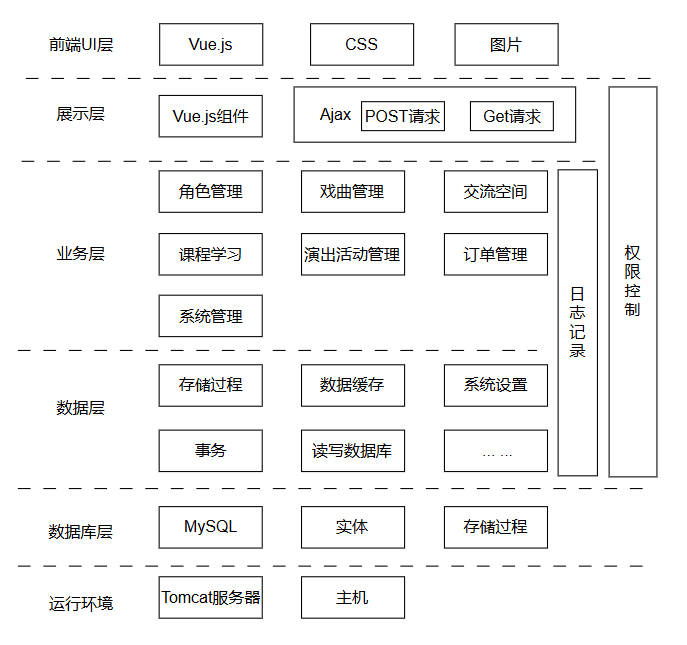 前端UI层
Vue.js
CSS
图片
展示层
Vue.js组件
Ajax
POST请求
Get请求
业务层
角色管理
戏曲管理
交流空间
课程学习
演出活动管理
订单管理
系统管理
日志记录
权限控制
数据层
存储过程
数据缓存
系统设置
事务
读写数据库
... ...
数据库层
MySQL
实体
存储过程
运行环境
Tomcat服务器
主机